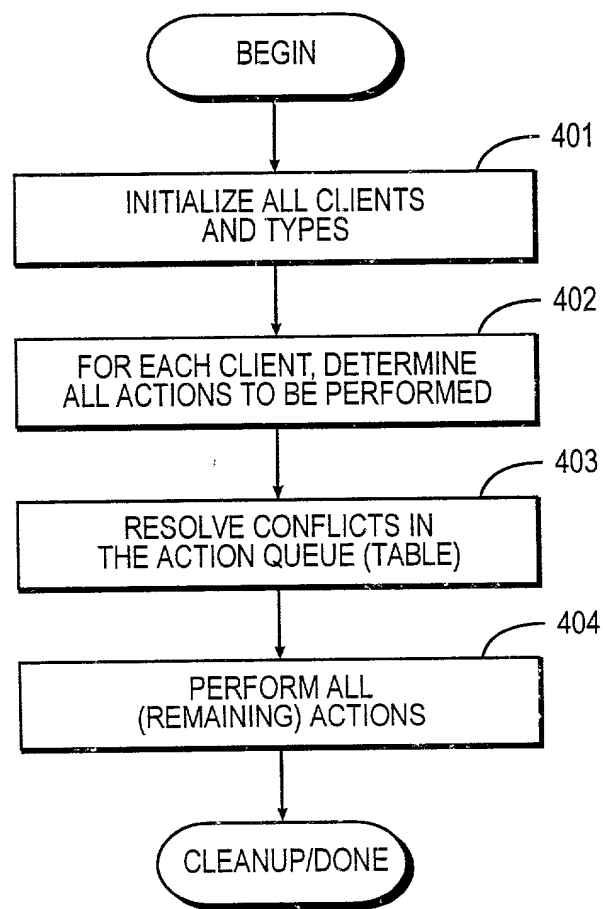 BEGIN
401
INITIALIZE ALL CLIENTS
AND TYPES
402
FOR EACH CLIENT, DETERMINE
ALL ACTIONS TO BE PERFORMED
403
RESOLVE CONFLICTS IN
THE ACTION QUEUE (TABLE)
404
PERFORM ALL
(REMAINING) ACTIONS
CLEANUP/DONE